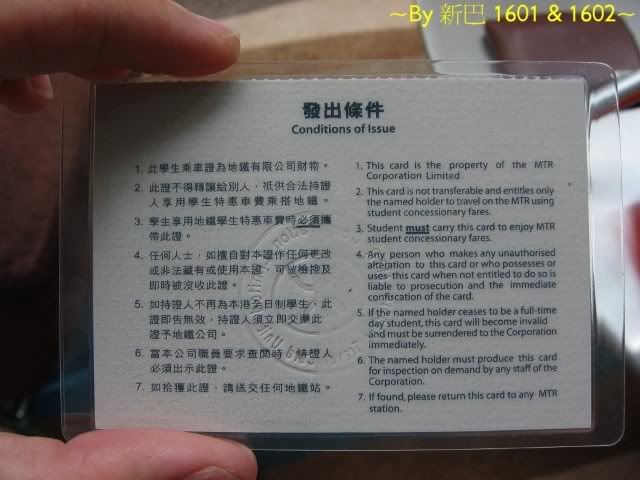 ~By 新巴 1601 & 1602~
發出條件
Conditions of Issue
1. 此學生乘車證為地鐵有限公司財物。
2. 此證不得轉讓給別人，祇供合法持證
人享用學生特惠車費乘搭地鐵。
3. 學生享用地鐵學生特惠車費時必須攜
帶此證。
4. 任何人士，如擅自對本證作任何更改
或非法藏有或使用本證，可被檢控及
即時被沒收此證。
5. 如持證人不再為本港全日制學生，此
證即告無效，持證人須立即交還此
證予地鐵公司。
6. 當本公司職員要求查閱時，持證人
必須出示此證。
7. 如拾獲此證，請送交任何地鐵站。
1. This card is the property of the MTR
Corporation Limited
2. This card is not transferable and entitles only
the named holder to travel on the MTR using
student concessionary fares.
3. Student must carry this card to enjoy MTR
student concessionary fares.
4. Any person who makes any unauthorised
alteration to this card or who possesses or
uses this card when not entitled to do so is
liable to prosecution and the immediate
confiscation of the card.
5. If the named holder ceases to be a full-time
day student, this card will become invalid
and must be surrendered to the Corporation
immediately.
6. The named holder must produce this card
for inspection on demand by any staff of the
Corporation.
7. If found, please return this card to any MTR
station.